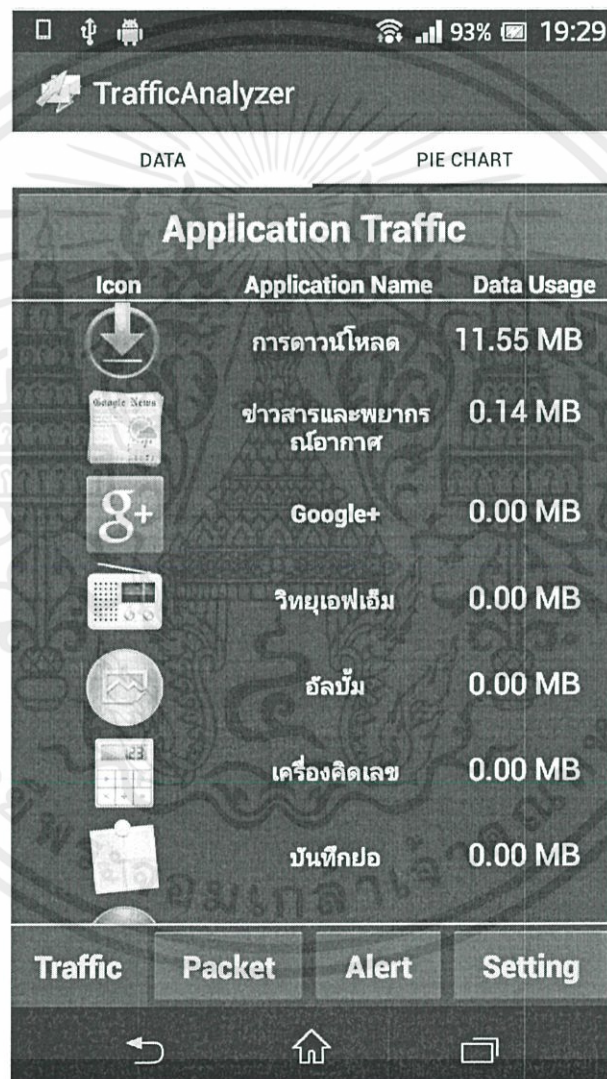 93% 19:29
TrafficAnalyzer
DATA PIE CHART
Application Traffic
Icon Application Name Data Usage
การดาวน์โหลด 11.55 MB
Google News
ข่าวสารและพยากร 0.14 MB
ณ์อากาศ
g+ Google+ 0.00 MB
วิทยุเอฟเอ็ม 0.00 MB
อัลบั้ม 0.00 MB
123
เครื่องคิดเลข 0.00 MB
บันทึกย่อ 0.00 MB
Traffic Packet Alert Setting